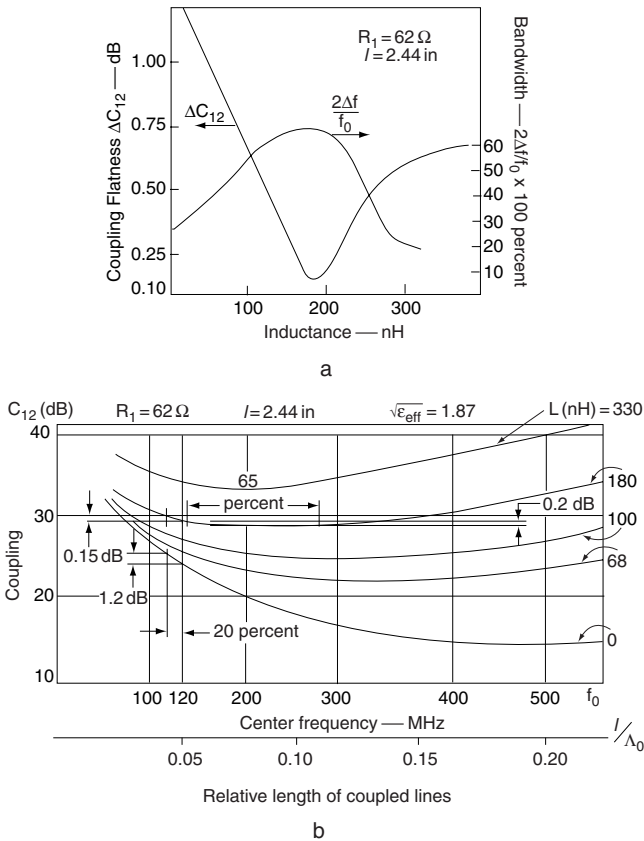 R₁ = 62 Ω
l = 2.44 in
Coupling Flatness ΔC₁₂ — dB
1.00
0.75
0.50
0.25
0.10
ΔC₁₂
2Δf
f₀
60
50
40
30
20
10
Bandwidth — 2Δf/f₀ x 100 percent
100 200 300
Inductance — nH
a
C₁₂ (dB) R₁ = 62 Ω l = 2.44 in √εeff = 1.87 L (nH) = 330
40
65
percent
180
0.2 dB
30
100
Coupling
0.15 dB
68
1.2 dB
20
20 percent
0
10
100 120 200 300 400 500 f₀
Center frequency — MHz
l/Λ₀
0.05 0.10 0.15 0.20
Relative length of coupled lines
b